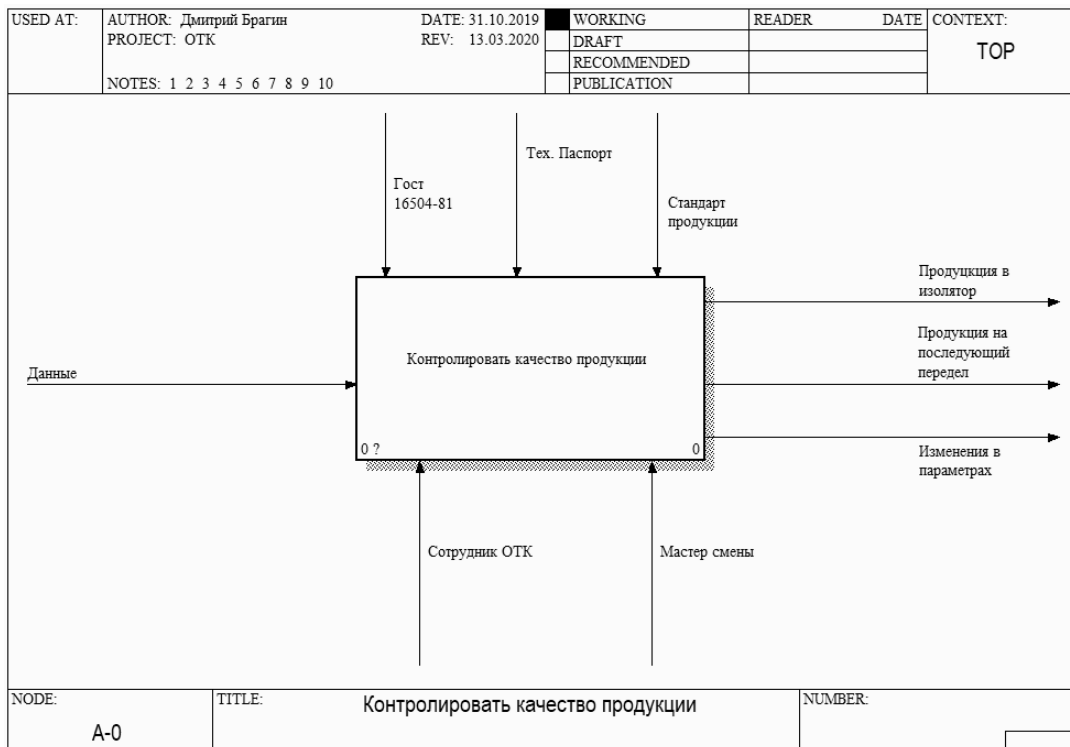 USED AT:
AUTHOR: Дмитрий Брагин
DATE: 31.10.2019
WORKING
READER
DATE
CONTEXT:
PROJECT: ОТК
REV: 13.03.2020
DRAFT
TOP
RECOMMENDED
NOTES: 1 2 3 4 5 6 7 8 9 10
PUBLICATION
Тех. Паспорт
Гост
16504-81
Стандарт
продукции
Продуцкция в
изолятор
Продукция на
последующий
передел
Контролировать качество продукции
Данные
0 ?
0
Изменения в
параметрах
Сотрудник ОТК
Мастер смены
NODE:
TITLE:
Контролировать качество продукции
NUMBER:
A-0